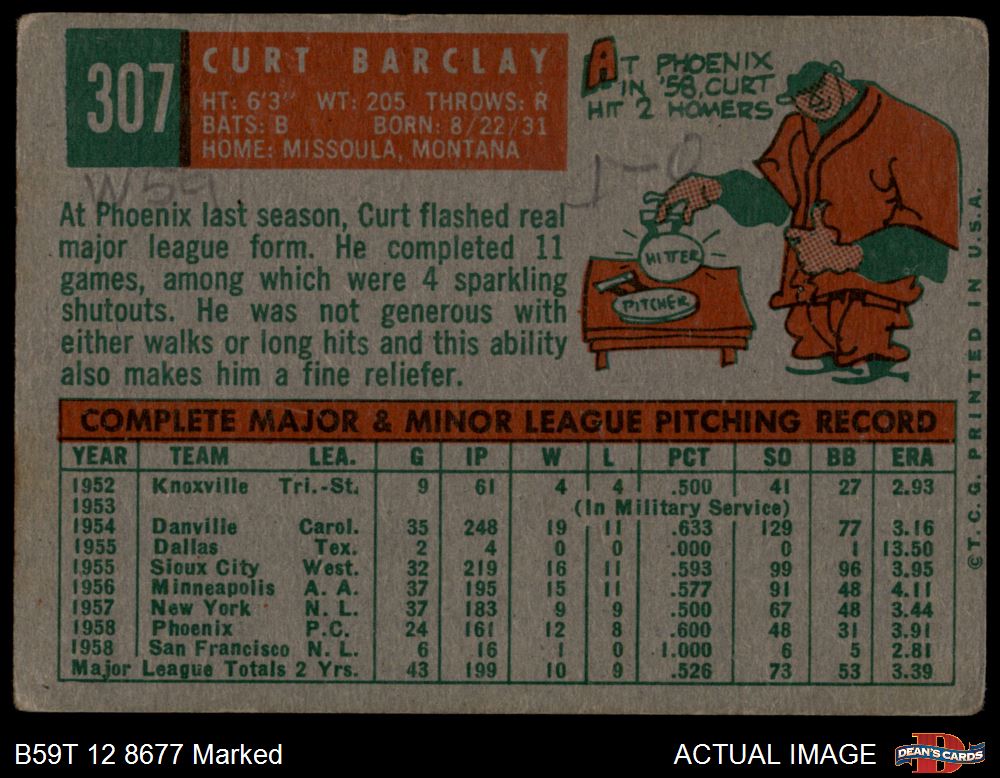 307
CURT BARCLAY
HT: 6'3" WT: 205 THROWS: R
BATS: B BORN: 8/22/31
HOME: MISSOULA, MONTANA
AT PHOENIX
IN '58, CURT
HIT 2 HOMERS
W59
1-0
At Phoenix last season, Curt flashed real
major league form. He completed 11
games, among which were 4 sparkling
shutouts. He was not generous with
either walks or long hits and this ability
also makes him a fine reliefer.
HITTER
PITCHER
COMPLETE MAJOR & MINOR LEAGUE PITCHING RECORD
YEAR TEAM LEA. G IP W L PCT SO BB ERA
1952 Knoxville Tri.-St. 9 61 4 4 .500 41 27 2.93
1953 (In Military Service)
1954 Danville Carol. 35 248 19 11 .633 129 77 3.16
1955 Dallas Tex. 2 4 0 0 .000 0 1 13.50
1955 Sioux City West. 32 219 16 11 .593 99 96 3.95
1956 Minneapolis A. A. 37 195 15 11 .577 91 48 4.11
1957 New York N. L. 37 183 9 9 .500 67 48 3.44
1958 Phoenix P.C. 24 161 12 8 .600 48 31 3.91
1958 San Francisco N. L. 6 16 1 0 1.000 6 5 2.81
Major League Totals 2 Yrs. 43 199 10 9 .526 73 53 3.39
© T. C. G. PRINTED IN U.S.A.
B59T 12 8677 Marked
ACTUAL IMAGE
DEAN'S CARDS